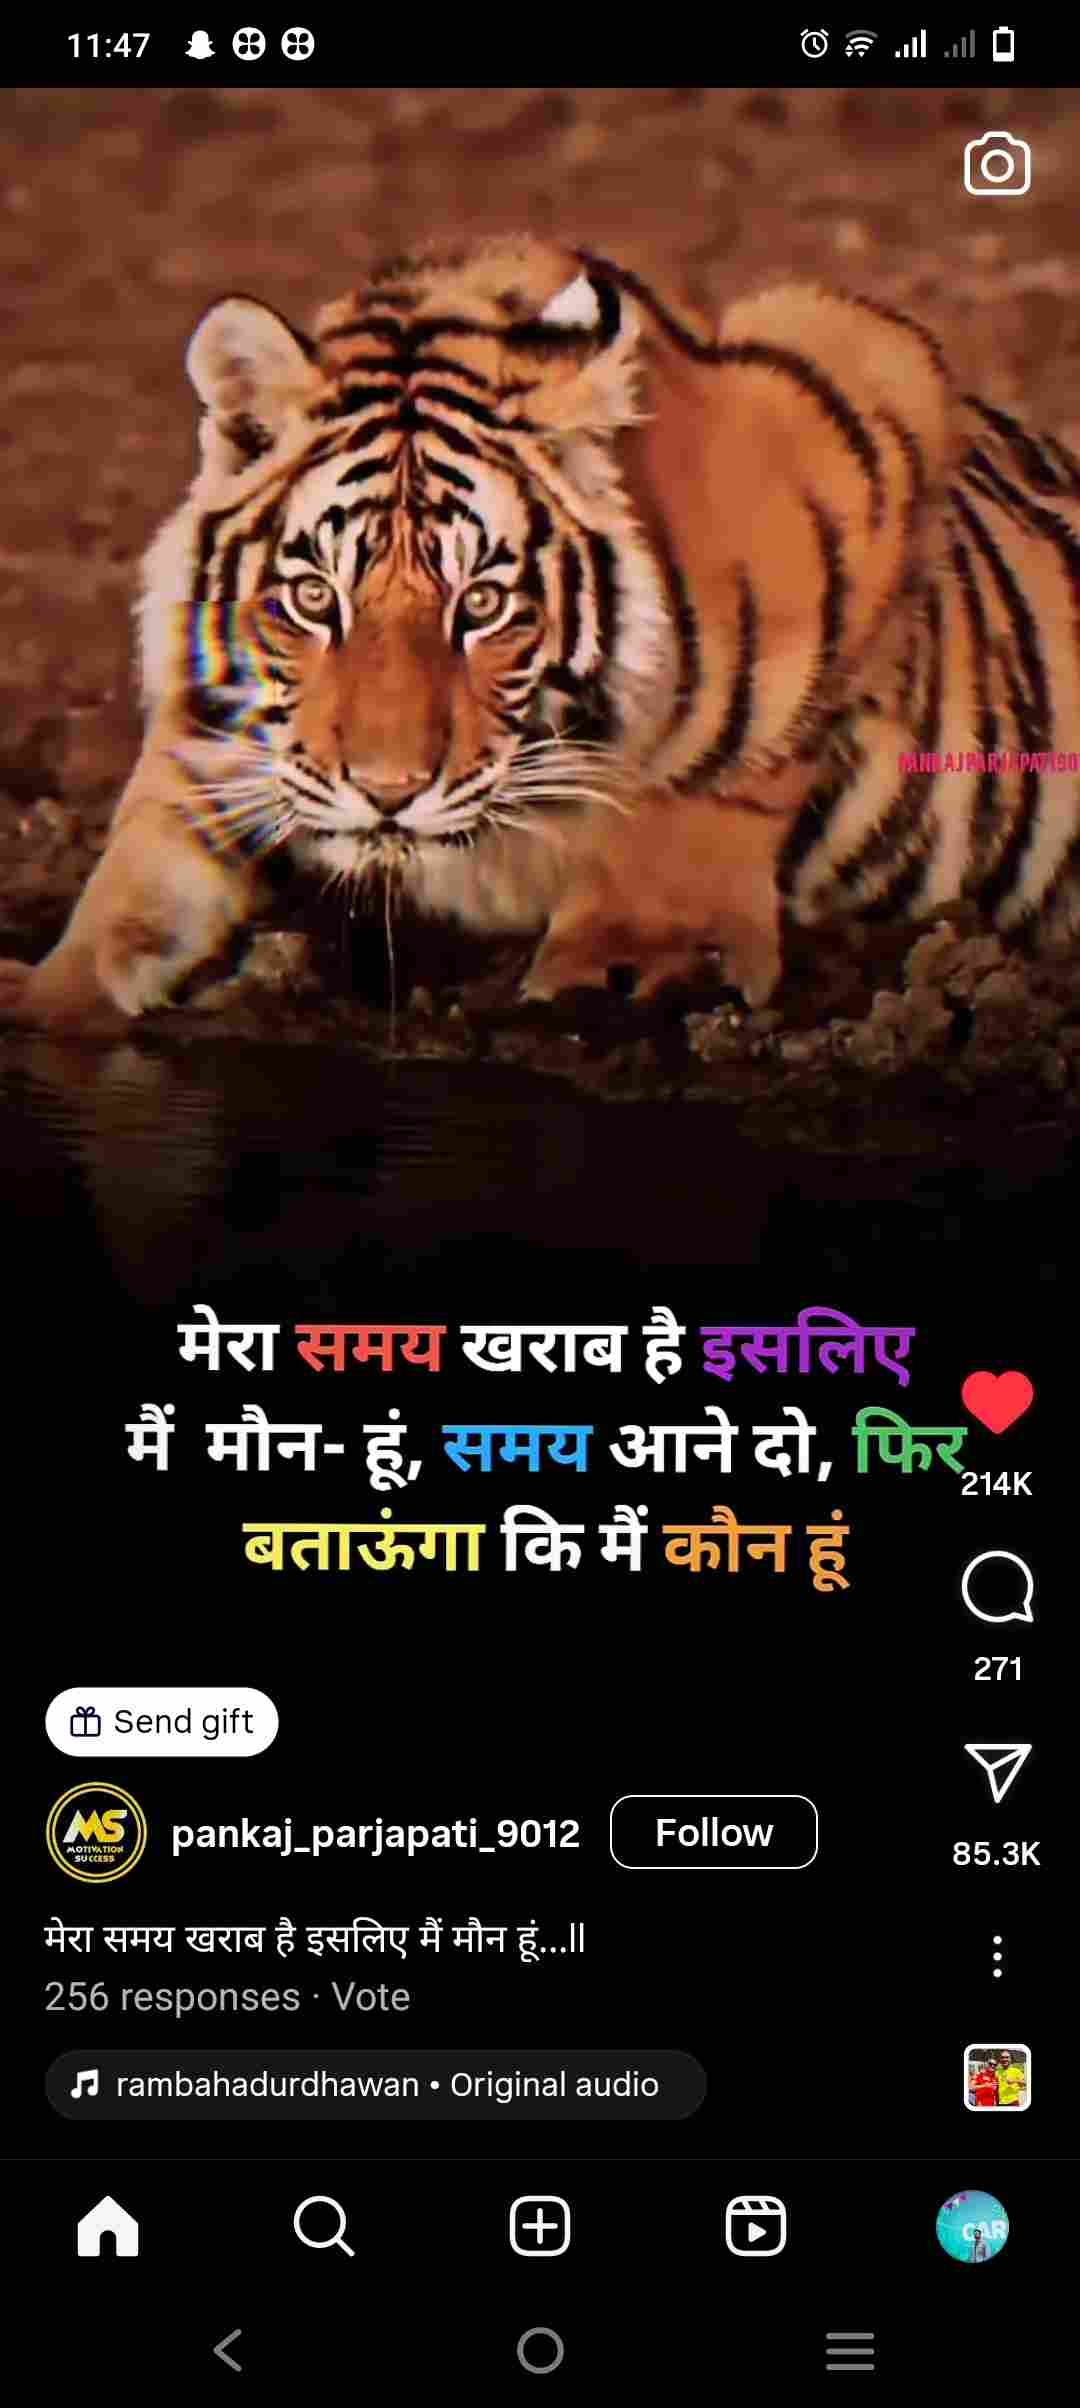 11:47
PANKAJPARJAPATI90
मेरा समय खराब है इसलिए
मैं मौन- हूं, समय आने दो, फिर
बताऊंगा कि मैं कौन हूं
214K
271
Send gift
MS
MOTIVATION
SUCCESS
pankaj_parjapati_9012
Follow
85.3K
मेरा समय खराब है इसलिए मैं मौन हूं...ll
256 responses · Vote
rambahadurdhawan • Original audio
CAR